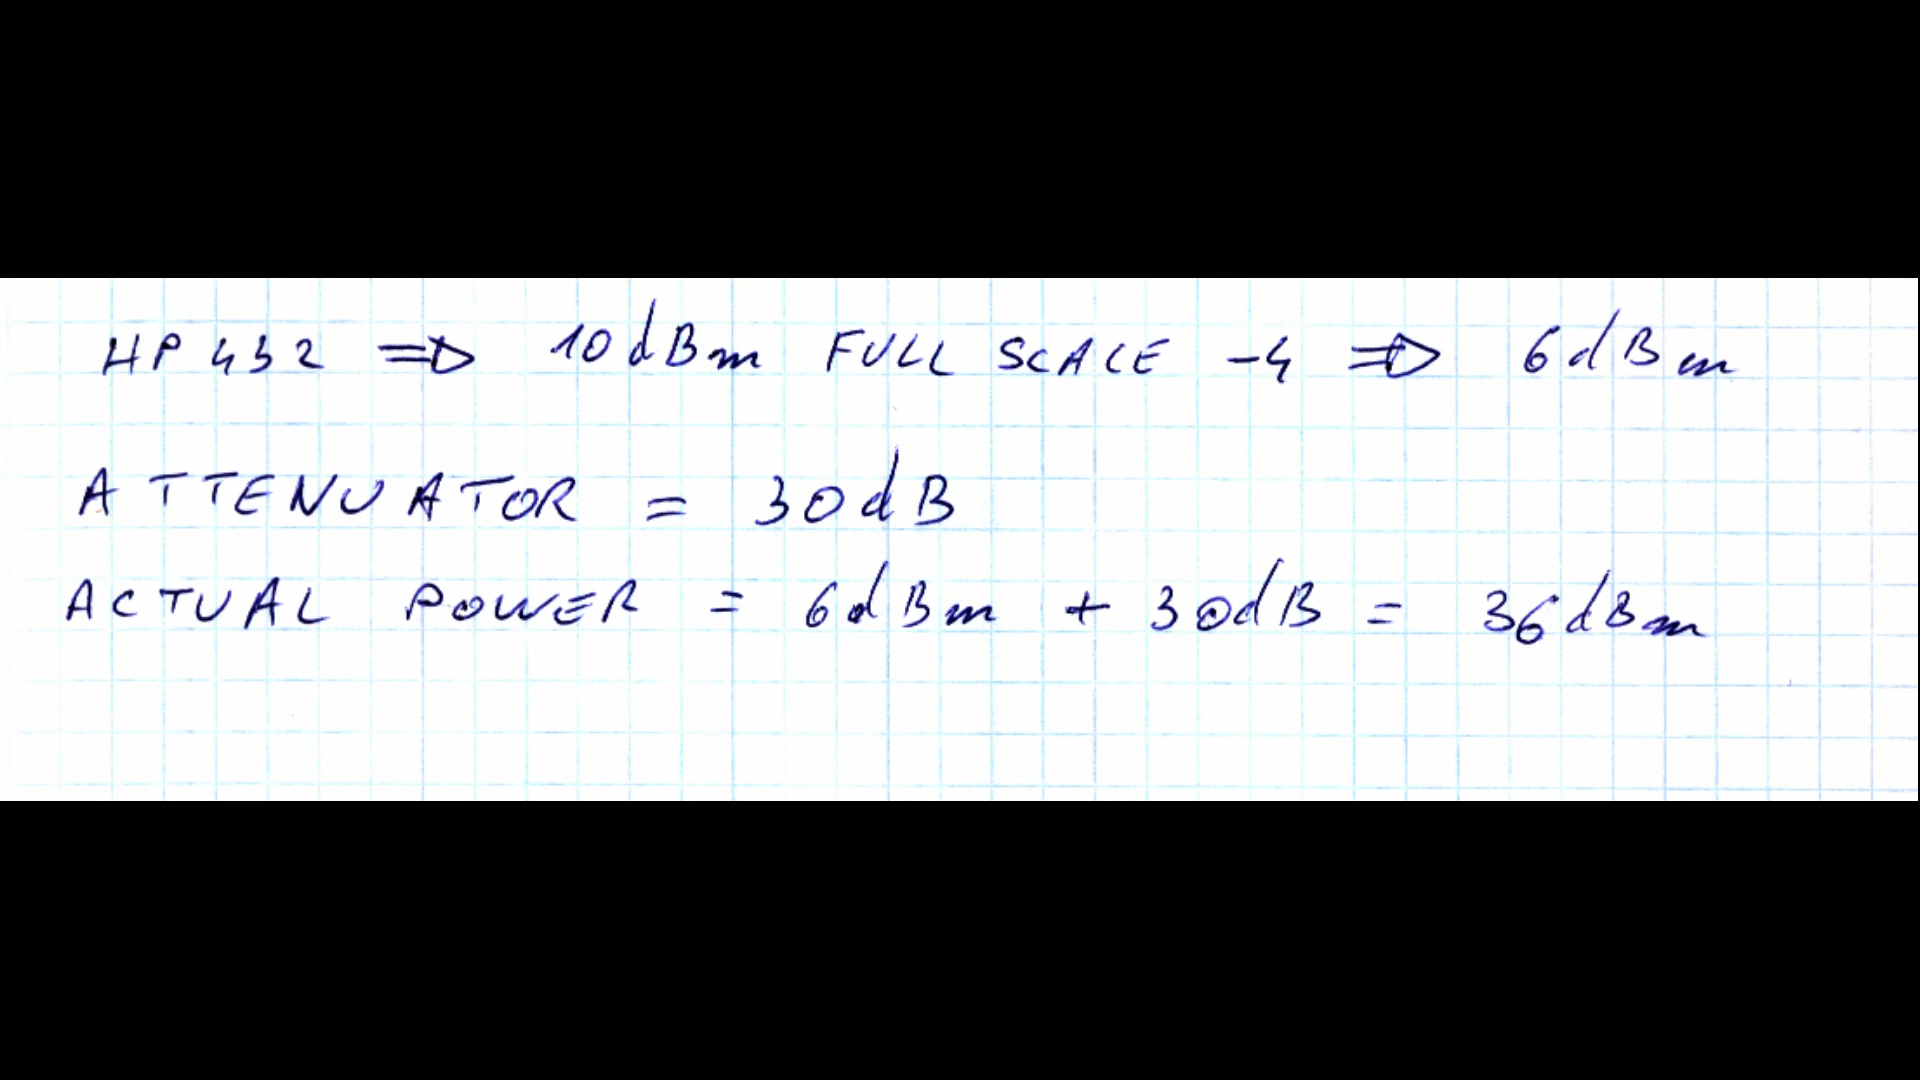 HP 432 ⇒ 10dBm FULL SCALE -4 ⇒ 6dBm
ATTENUATOR = 30dB
ACTUAL POWER = 6dBm + 30dB = 36dBm